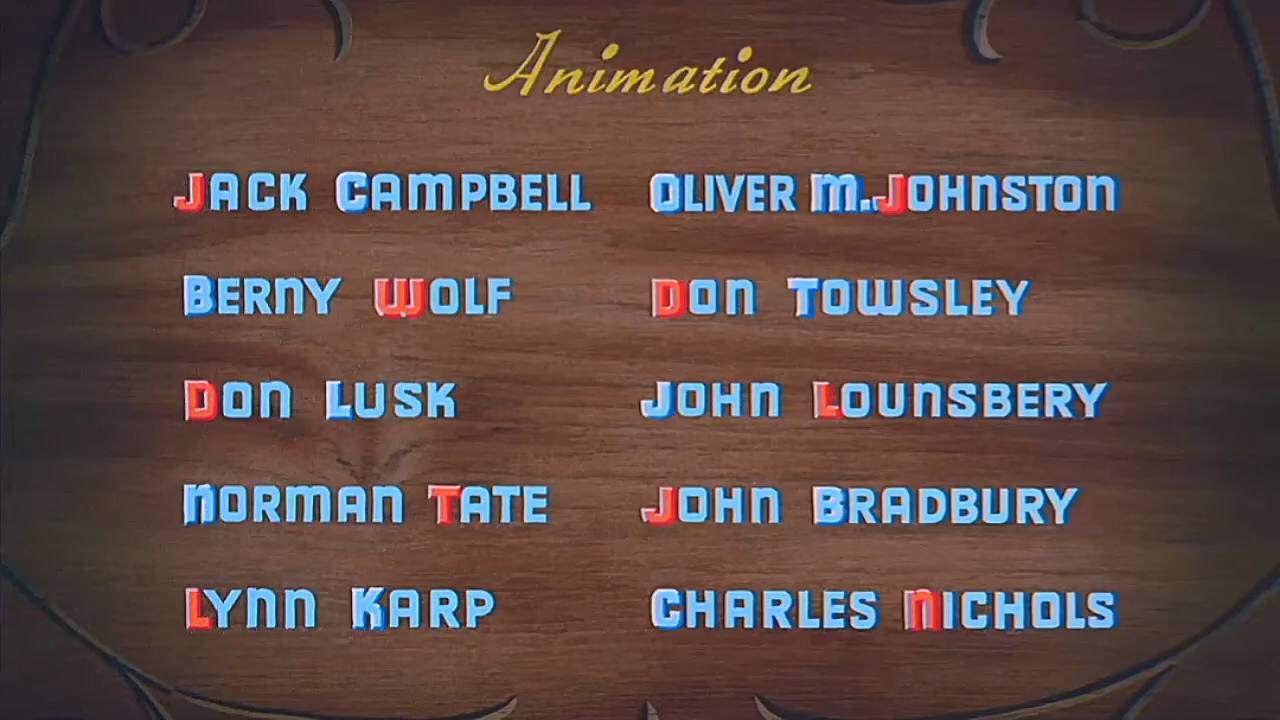 Animation
JACK CAMPBELL OLIVER M. JOHNSTON
BERNY WOLF DON TOWSLEY
DON LUSK JOHN LOUNSBERY
NORMAN TATE JOHN BRADBURY
LYNN KARP CHARLES NICHOLS